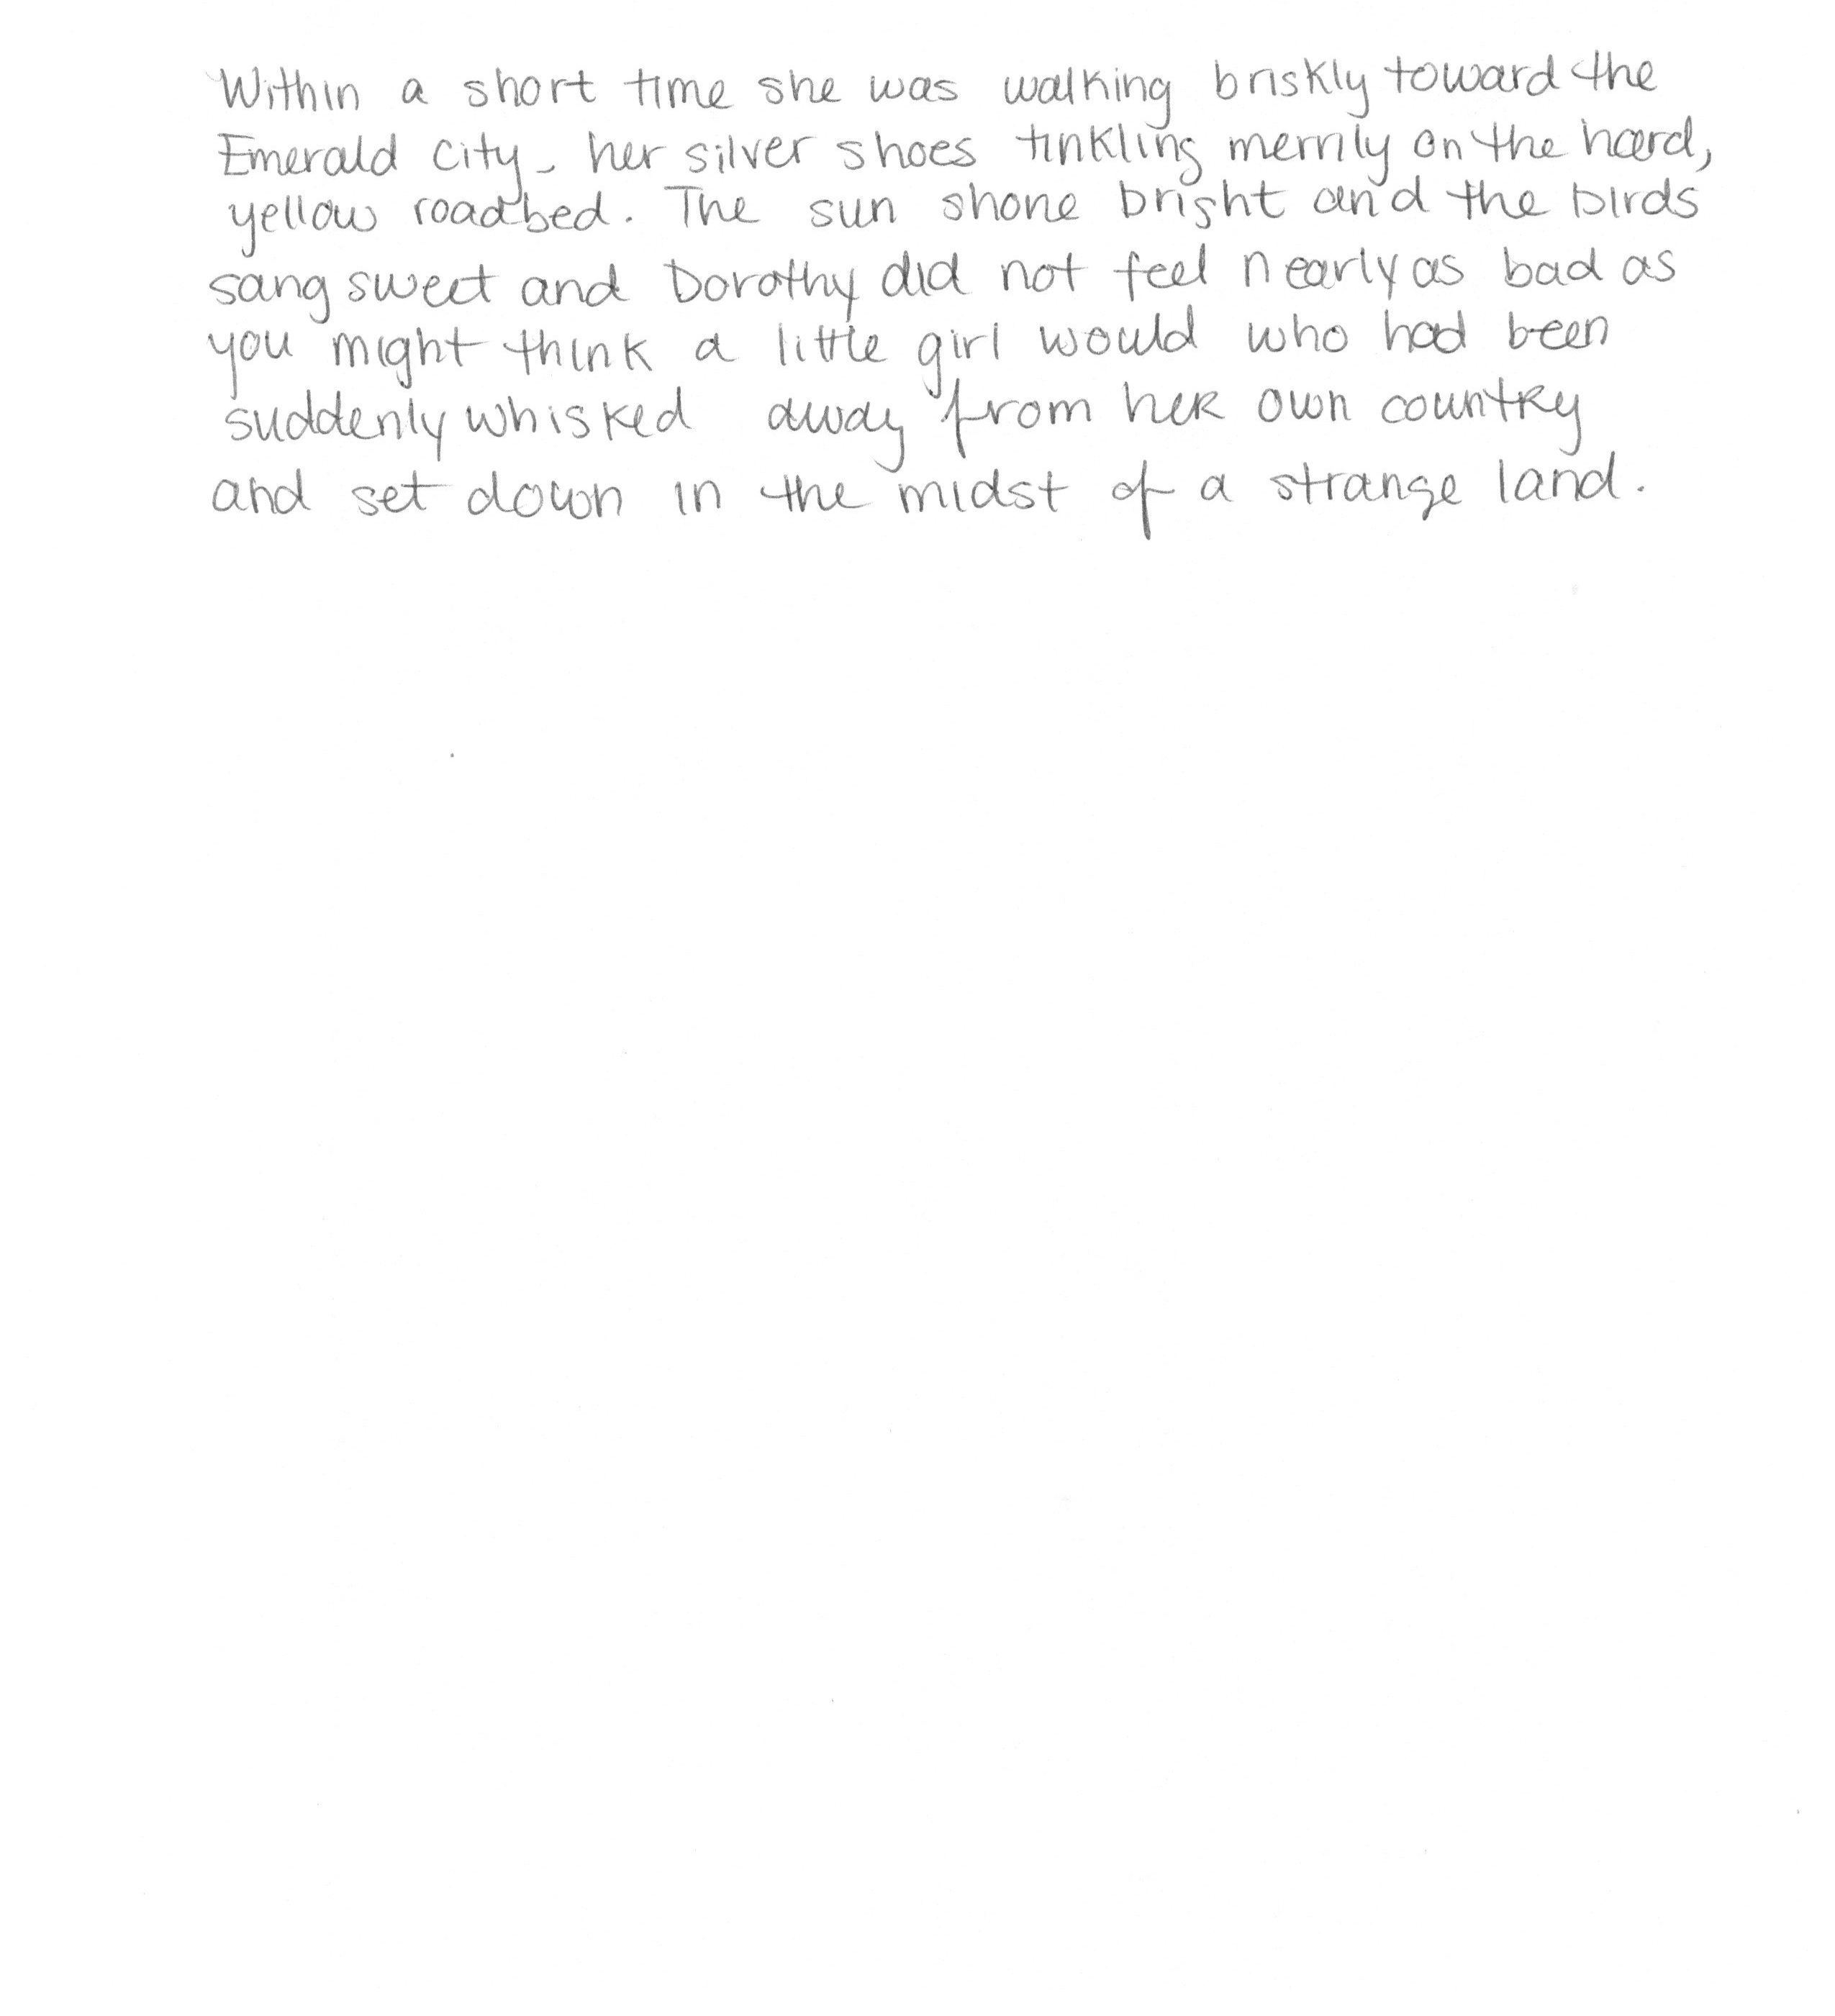 Within a short time she was walking briskly toward the
Emerald City, her silver shoes tinkling merrily on the hard,
yellow roadbed. The sun shone bright and the birds
sang sweet and Dorothy did not feel nearly as bad as
you might think a little girl would who had been
suddenly whisked away from her own country
and set down in the midst of a strange land.